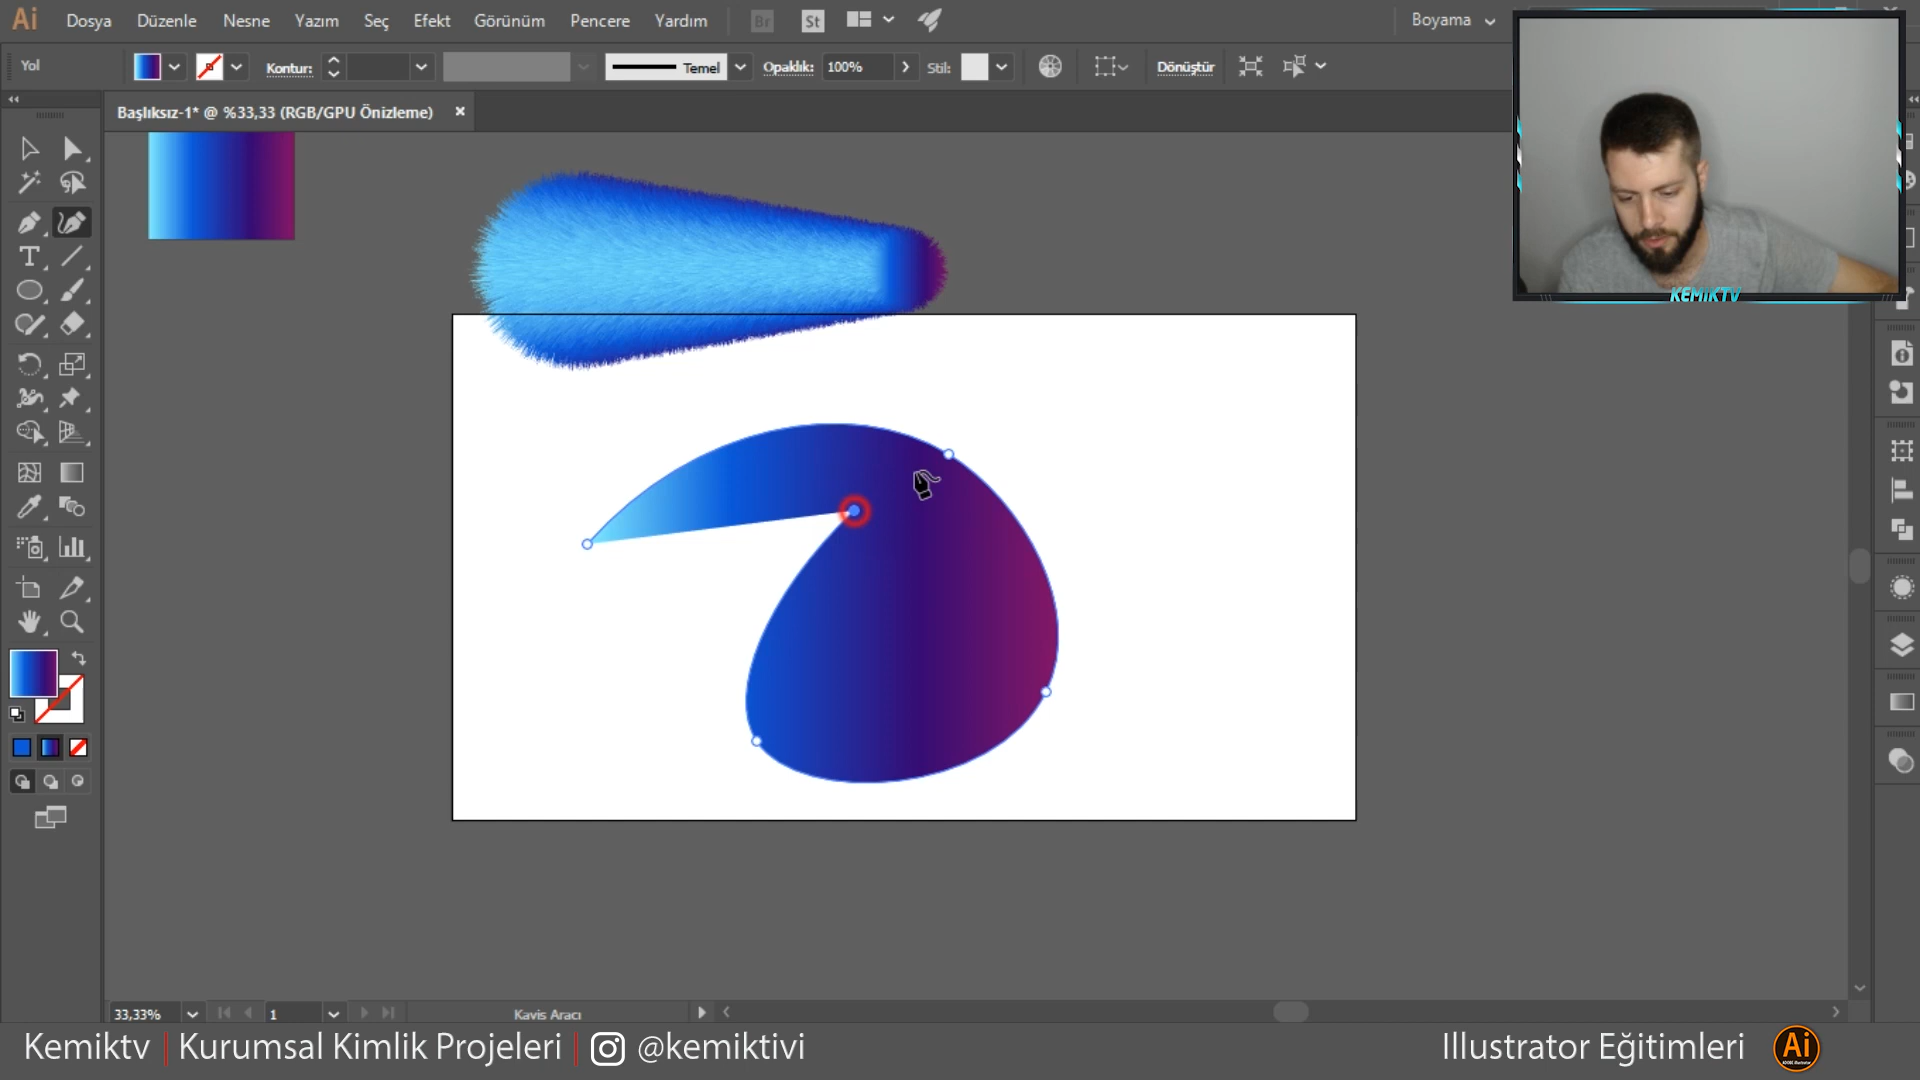 Ai Dosya Düzenle Nesne Yazım Seç Efekt Görünüm Pencere Yardım Br St Boyama
Yol Kontur: Temel Opaklık: 100% Stil: Dönüştür
Başlıksız-1* @ %33,33 (RGB/GPU Önizleme) ×
KEMiKTV
33,33% 1 Kavis Aracı
Kemiktv | Kurumsal Kimlik Projeleri | @kemiktivi Illustrator Eğitimleri Ai